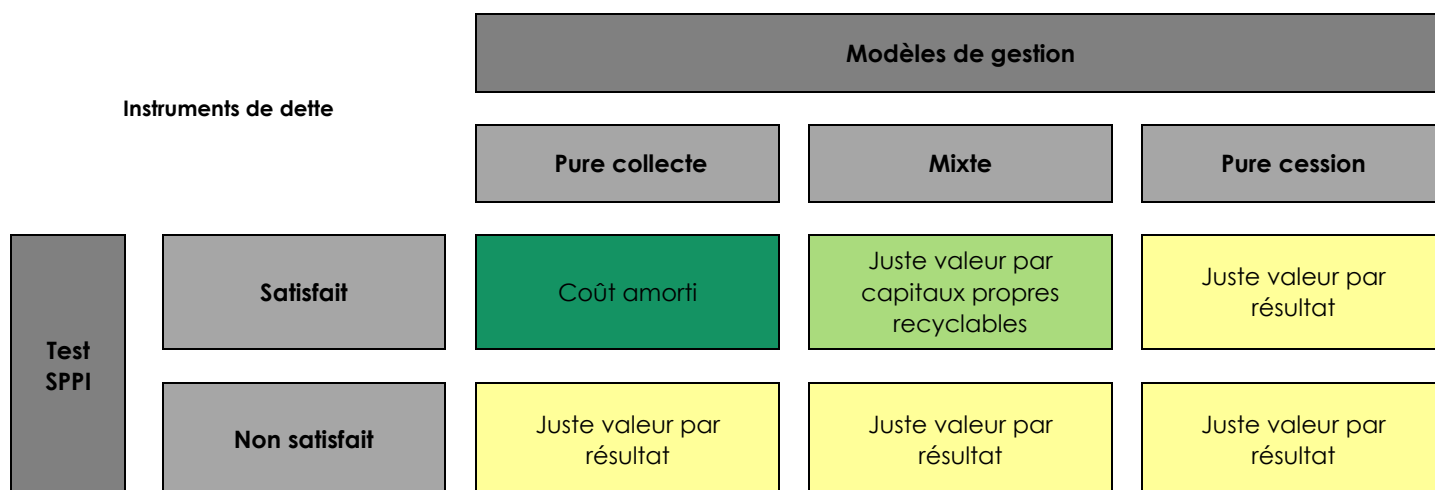 Modèles de gestion
Instruments de dette
Pure collecte
Mixte
Pure cession
Test
SPPI
Satisfait
Coût amorti
Juste valeur par
capitaux propres
recyclables
Juste valeur par
résultat
Non satisfait
Juste valeur par
résultat
Juste valeur par
résultat
Juste valeur par
résultat